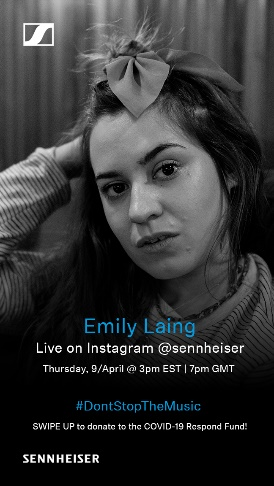 Emily Laing
Live on Instagram @sennheiser
Thursday, 9/April @ 3pm EST | 7pm GMT
#DontStopTheMusic
SWIPE UP to donate to the COVID-19 Respond Fund!
SENNHEISER